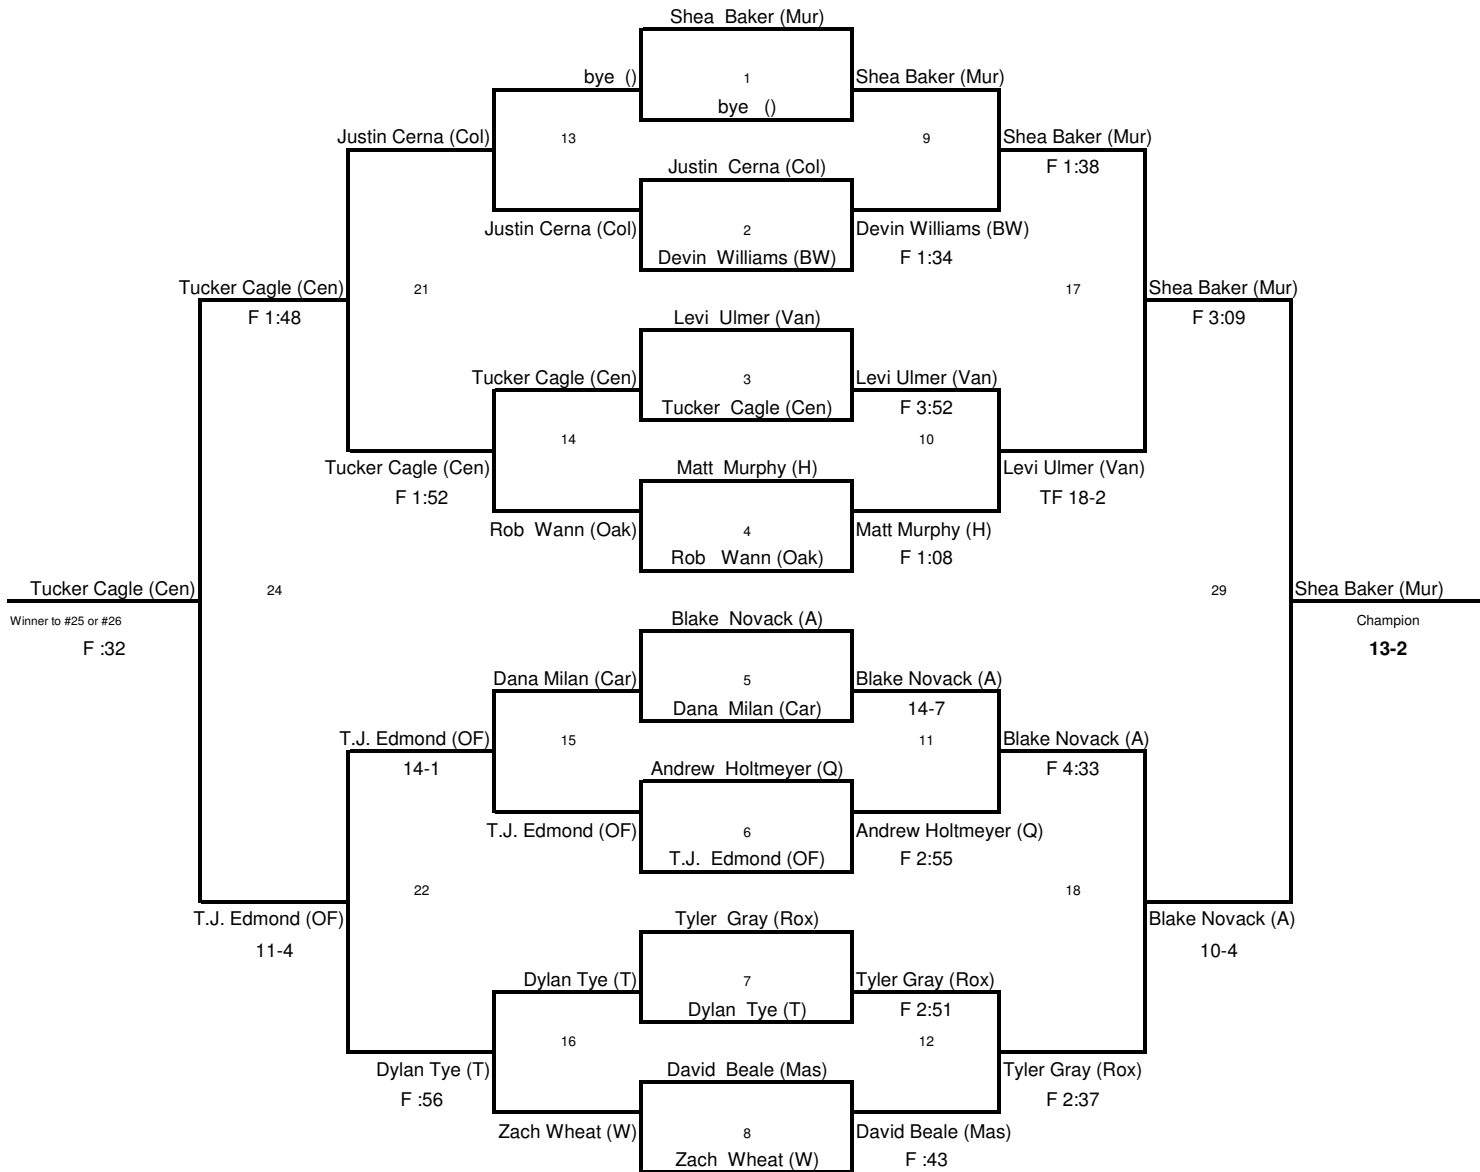 Shea Baker (Mur)
bye ()
1
Shea Baker (Mur)
bye ()
Justin Cerna (Col)
13
9
Shea Baker (Mur)
Justin Cerna (Col)
F 1:38
Justin Cerna (Col)
2
Devin Williams (BW)
Devin Williams (BW)
F 1:34
Tucker Cagle (Cen)
21
17
Shea Baker (Mur)
F 1:48
Levi Ulmer (Van)
F 3:09
Tucker Cagle (Cen)
3
Levi Ulmer (Van)
Tucker Cagle (Cen)
F 3:52
14
10
Tucker Cagle (Cen)
Matt Murphy (H)
Levi Ulmer (Van)
F 1:52
TF 18-2
Rob Wann (Oak)
4
Matt Murphy (H)
Rob Wann (Oak)
F 1:08
Tucker Cagle (Cen)
24
29
Shea Baker (Mur)
Winner to #25 or #26
Blake Novack (A)
Champion
F :32
13-2
Dana Milan (Car)
5
Blake Novack (A)
Dana Milan (Car)
14-7
T.J. Edmond (OF)
15
11
Blake Novack (A)
14-1
Andrew Holtmeyer (Q)
F 4:33
T.J. Edmond (OF)
6
Andrew Holtmeyer (Q)
T.J. Edmond (OF)
F 2:55
22
18
T.J. Edmond (OF)
Tyler Gray (Rox)
Blake Novack (A)
11-4
10-4
Dylan Tye (T)
7
Tyler Gray (Rox)
Dylan Tye (T)
F 2:51
16
12
Dylan Tye (T)
David Beale (Mas)
Tyler Gray (Rox)
F :56
F 2:37
Zach Wheat (W)
8
David Beale (Mas)
Zach Wheat (W)
F :43